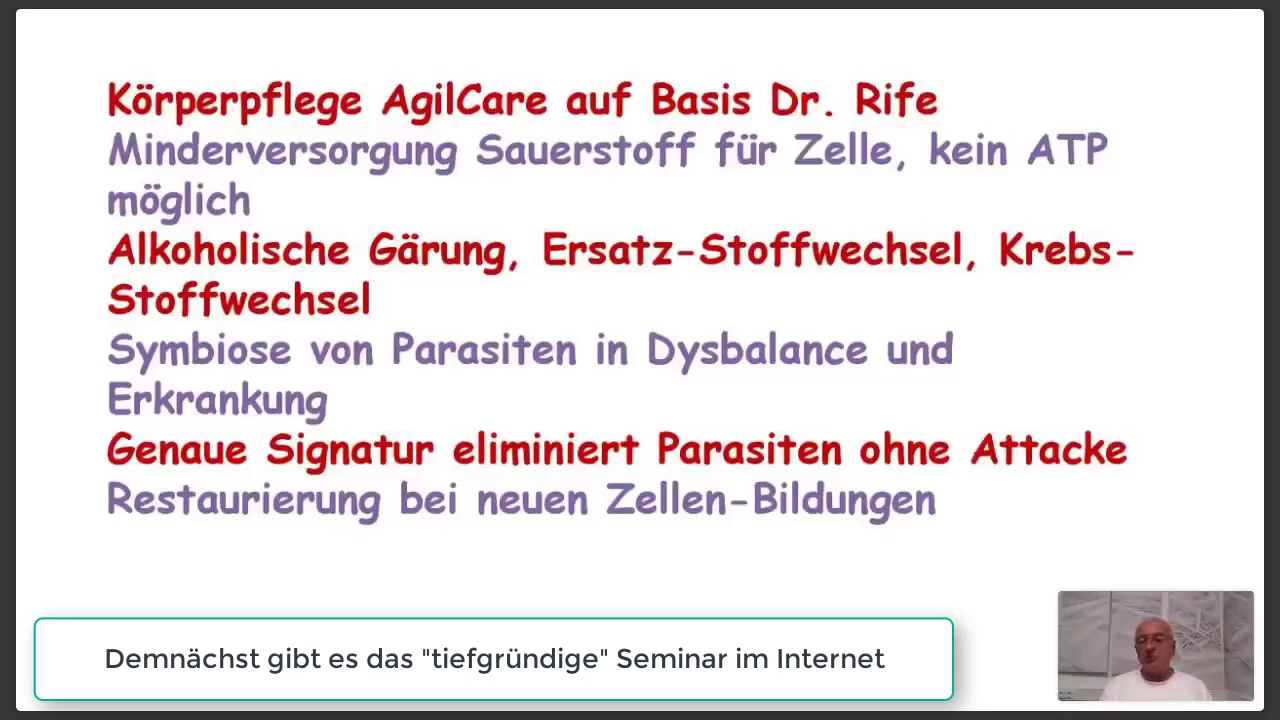 Körperpflege AgilCare auf Basis Dr. Rife
Minderversorgung Sauerstoff für Zelle, kein ATP
möglich
Alkoholische Gärung, Ersatz-Stoffwechsel, Krebs-
Stoffwechsel
Symbiose von Parasiten in Dysbalance und
Erkrankung
Genaue Signatur eliminiert Parasiten ohne Attacke
Restaurierung bei neuen Zellen-Bildungen
Demnächst gibt es das "tiefgründige" Seminar im Internet